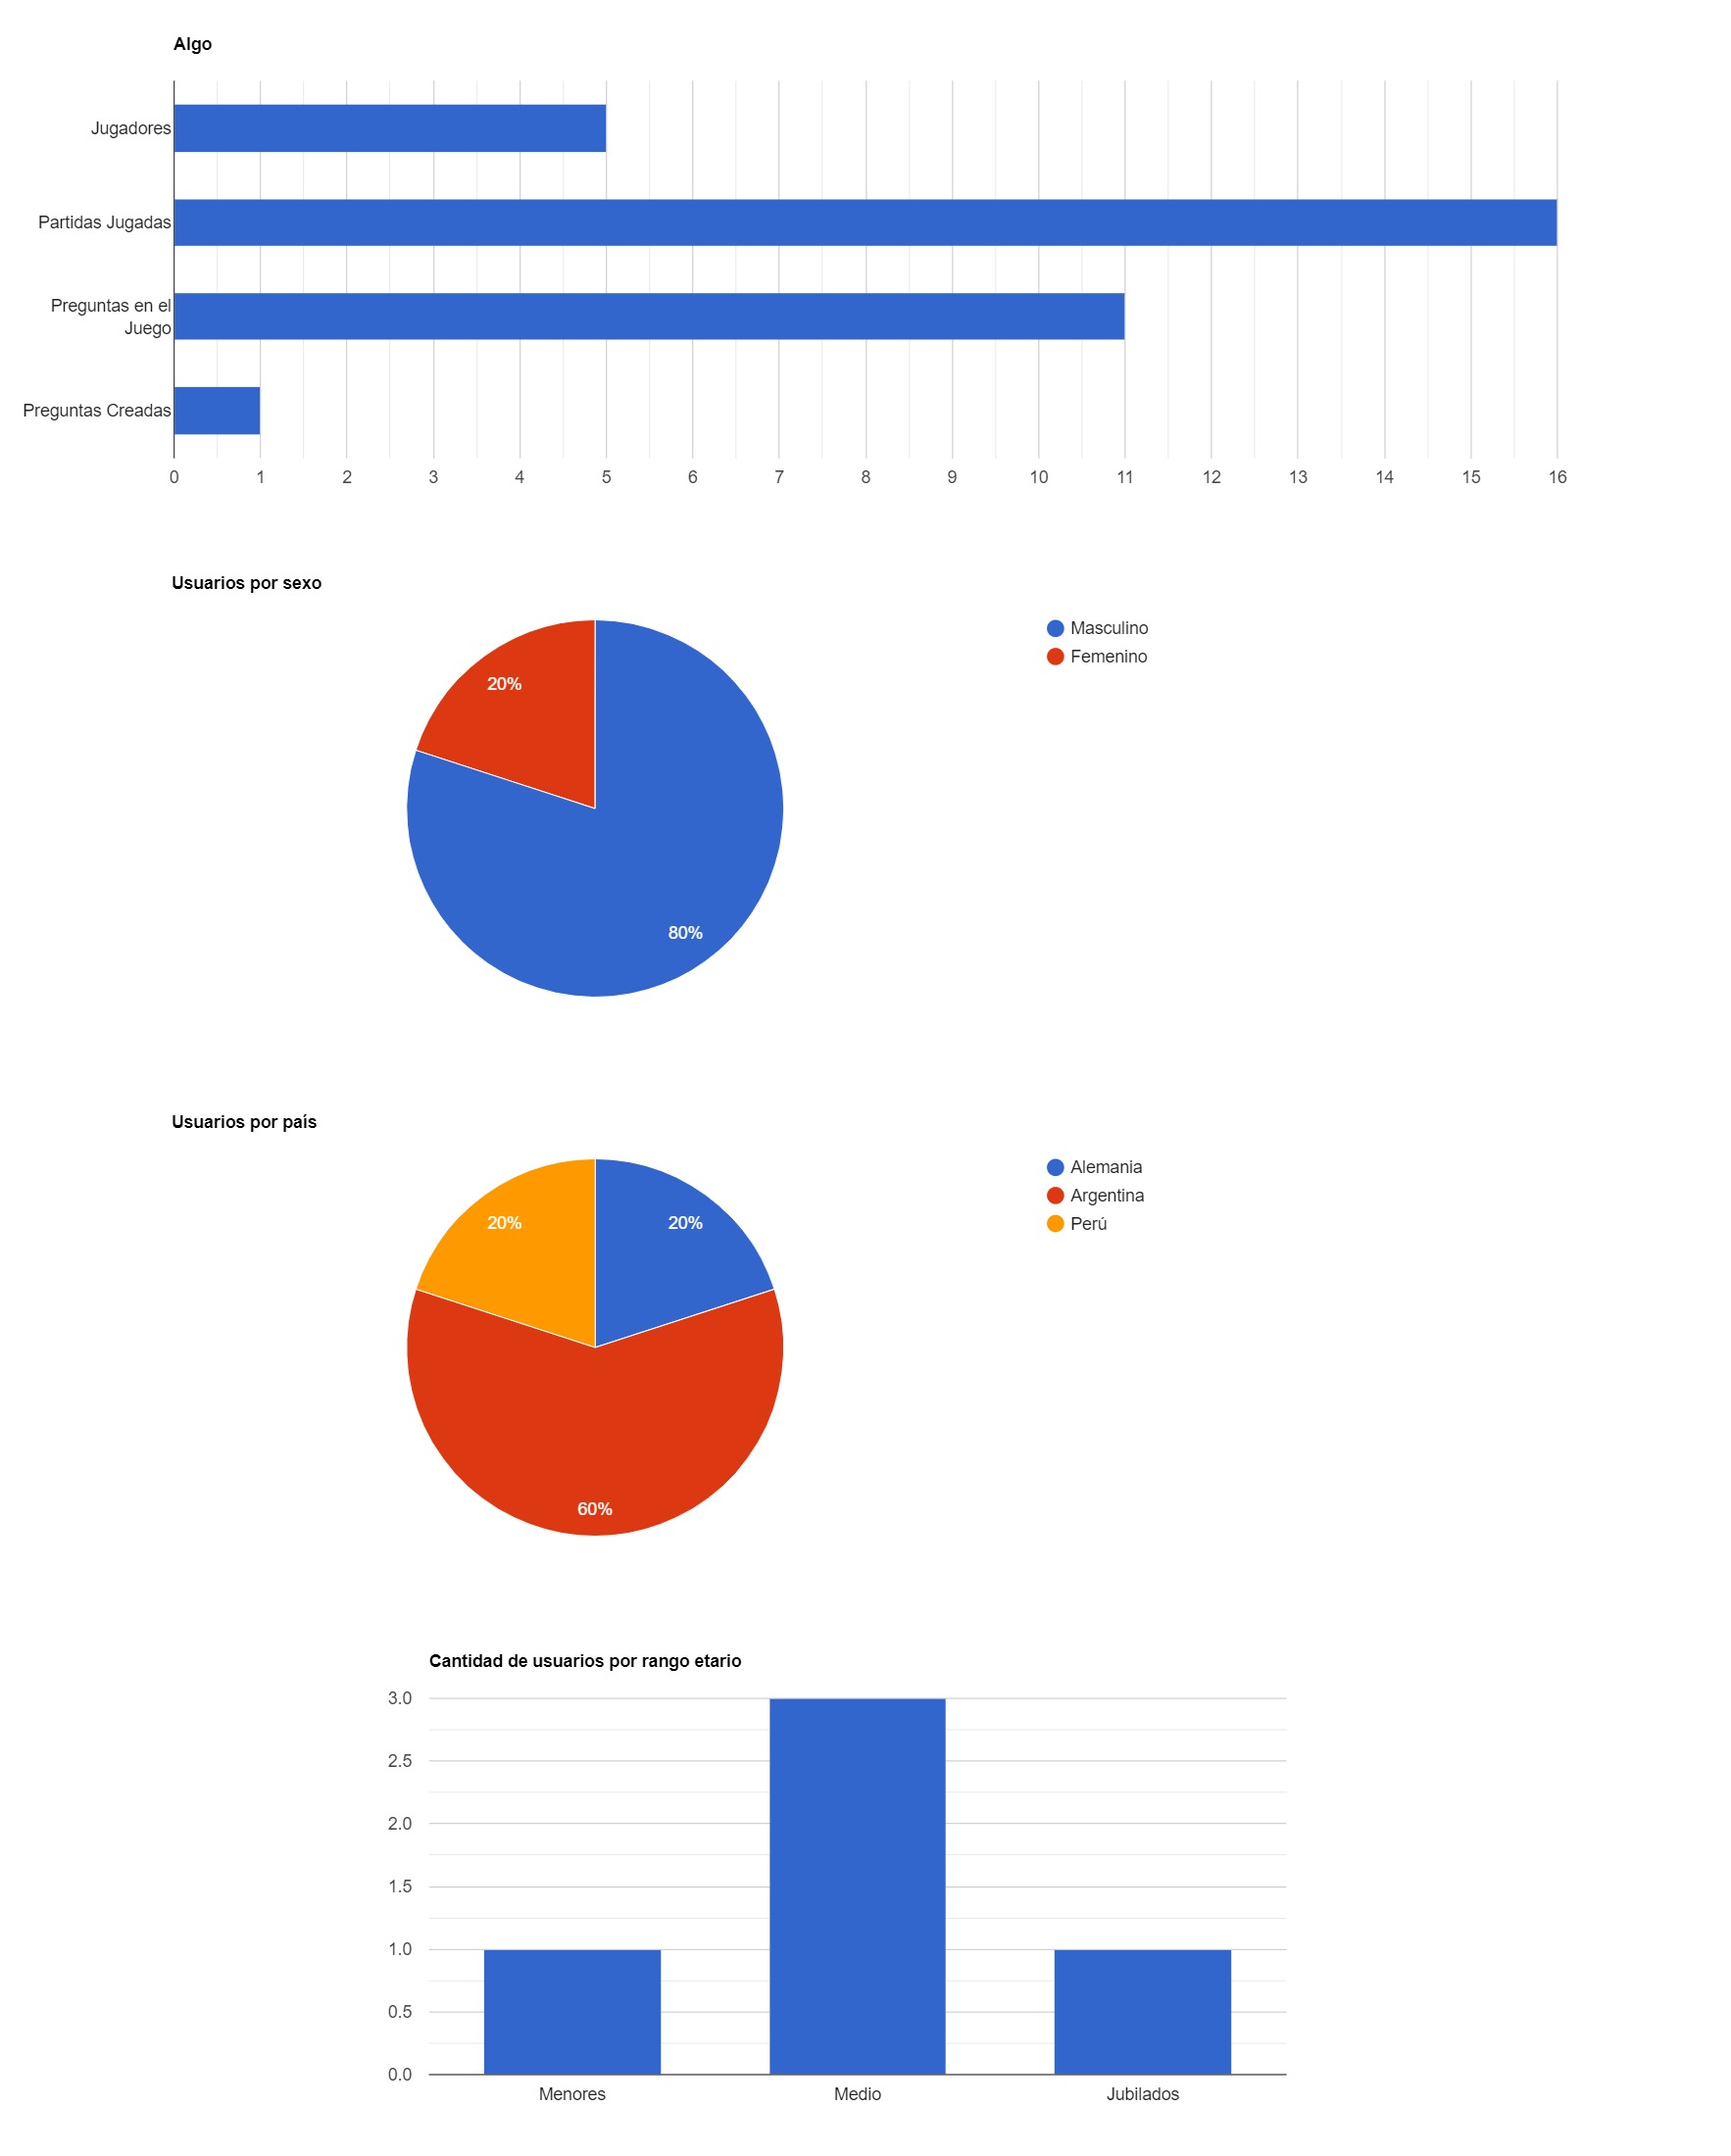 Algo
Jugadores
Partidas Jugadas
Preguntas en el
Juego
Preguntas Creadas
0 1 2 3 4 5 6 7 8 9 10 11 12 13 14 15 16
Usuarios por sexo
Masculino
Femenino
20%
80%
Usuarios por país
Alemania
Argentina
Perú
20% 20%
60%
Cantidad de usuarios por rango etario
3.0
2.5
2.0
1.5
1.0
0.5
0.0
Menores Medio Jubilados